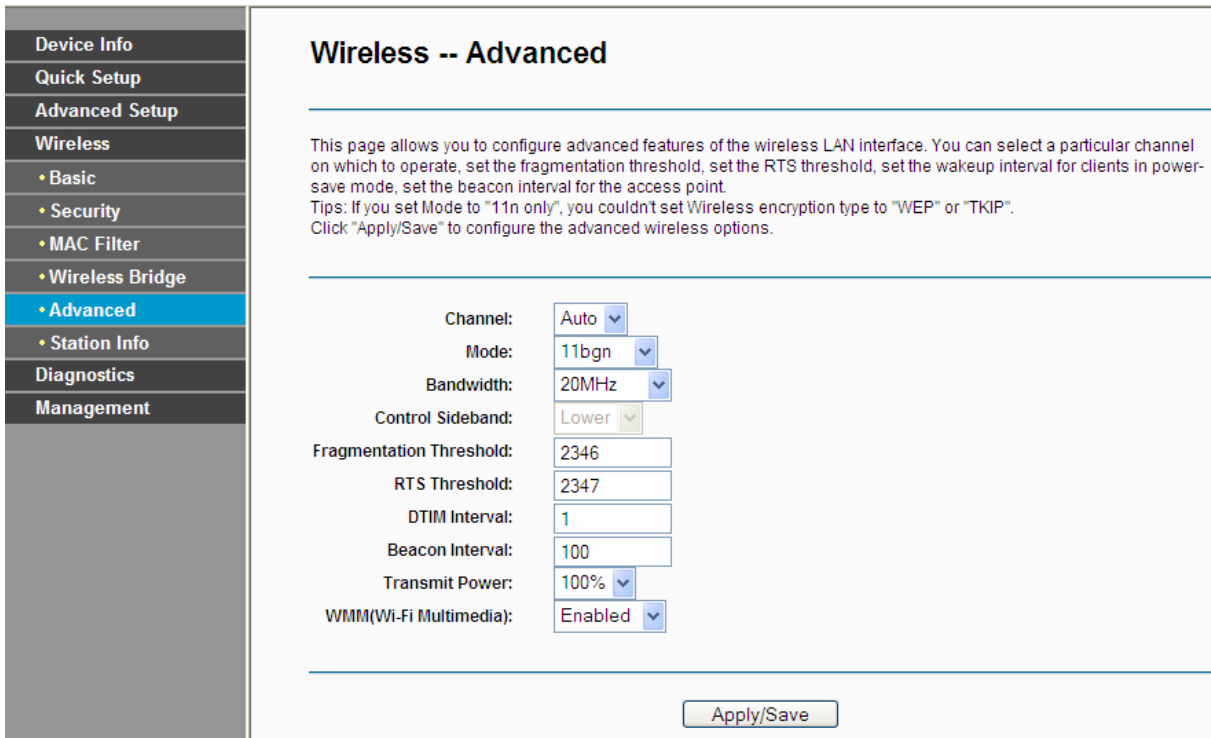 Device Info
Quick Setup
Advanced Setup
Wireless
• Basic
• Security
• MAC Filter
• Wireless Bridge
• Advanced
• Station Info
Diagnostics
Management
Wireless -- Advanced
This page allows you to configure advanced features of the wireless LAN interface. You can select a particular channel
on which to operate, set the fragmentation threshold, set the RTS threshold, set the wakeup interval for clients in power-
save mode, set the beacon interval for the access point.
Tips: If you set Mode to "11n only", you couldn't set Wireless encryption type to "WEP" or "TKIP".
Click "Apply/Save" to configure the advanced wireless options.
Channel: Auto
Mode: 11bgn
Bandwidth: 20MHz
Control Sideband: Lower
Fragmentation Threshold: 2346
RTS Threshold: 2347
DTIM Interval: 1
Beacon Interval: 100
Transmit Power: 100%
WMM(Wi-Fi Multimedia): Enabled
Apply/Save